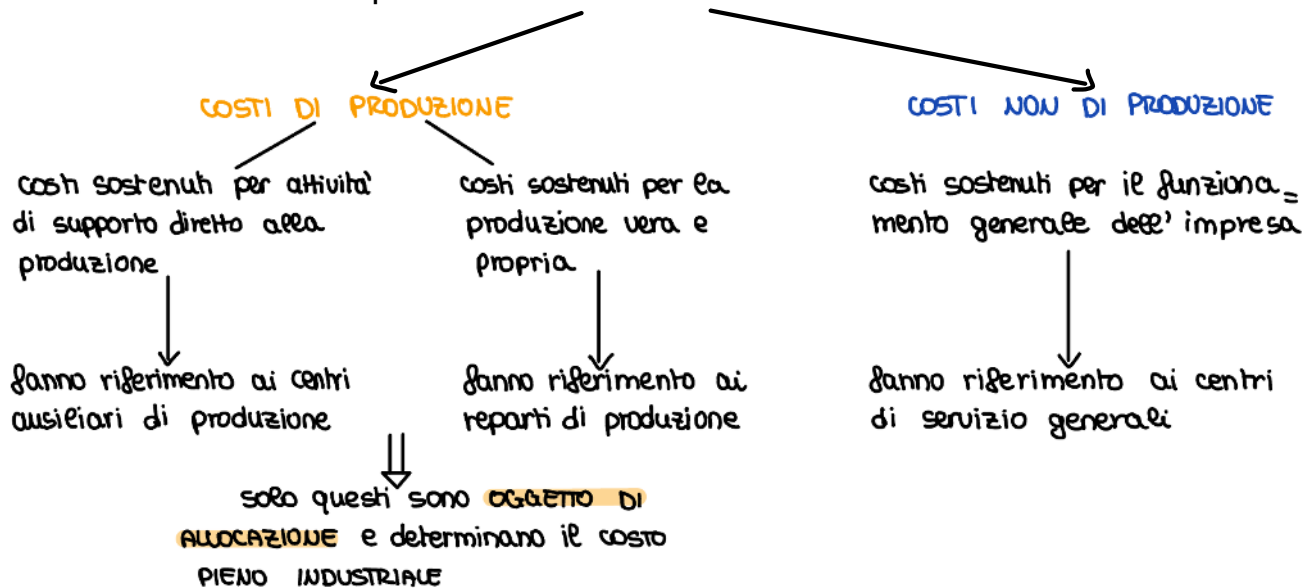 COSTI DI PRODUZIONE
costi sostenuti per attività
di supporto diretto alla
produzione
fanno riferimento ai centri
ausiliari di produzione
costi sostenuti per la
produzione vera e
propria
fanno riferimento ai
reparti di produzione
solo questi sono OGGETTO DI
ALLOCAZIONE e determinano il COSTO
PIENO INDUSTRIALE
COSTI NON DI PRODUZIONE
costi sostenuti per il funziona=
mento generale dell' impresa
fanno riferimento ai centri
di servizio generali